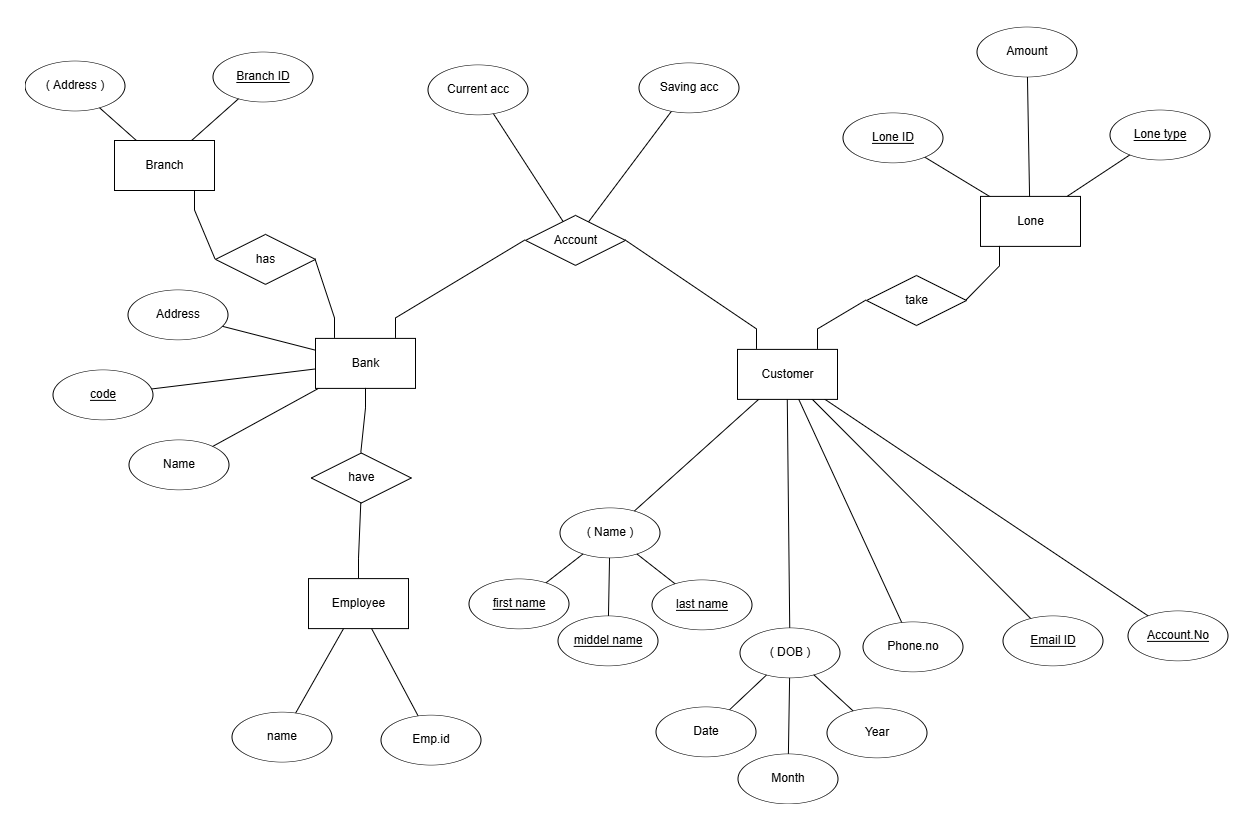 Amount
( Address )
Branch ID
Current acc
Saving acc
Lone ID
Lone type
Branch
Lone
Account
has
take
Address
Bank
Customer
code
Name
have
( Name )
Employee
first name
middel name
last name
( DOB )
Phone.no
Email ID
Account.No
name
Emp.id
Date
Month
Year